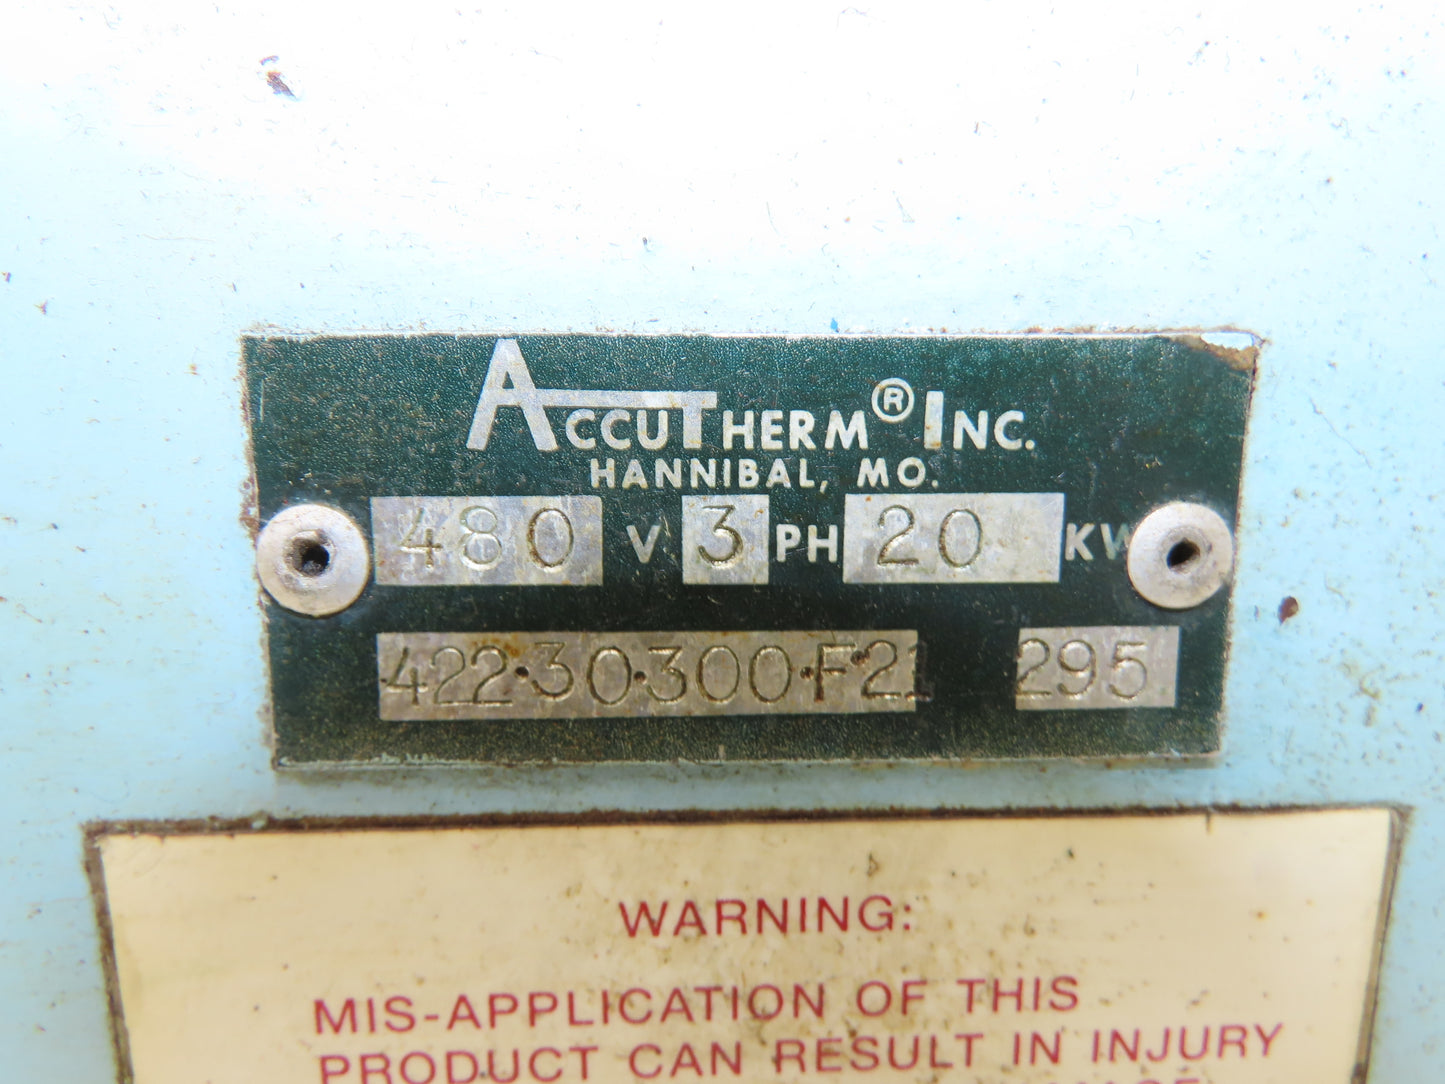 ACCUTHERM® INC.
HANNIBAL, MO.
480 V 3 PH 20 KW
422·30·300·F·21 295
WARNING:
MIS-APPLICATION OF THIS
PRODUCT CAN RESULT IN INJURY